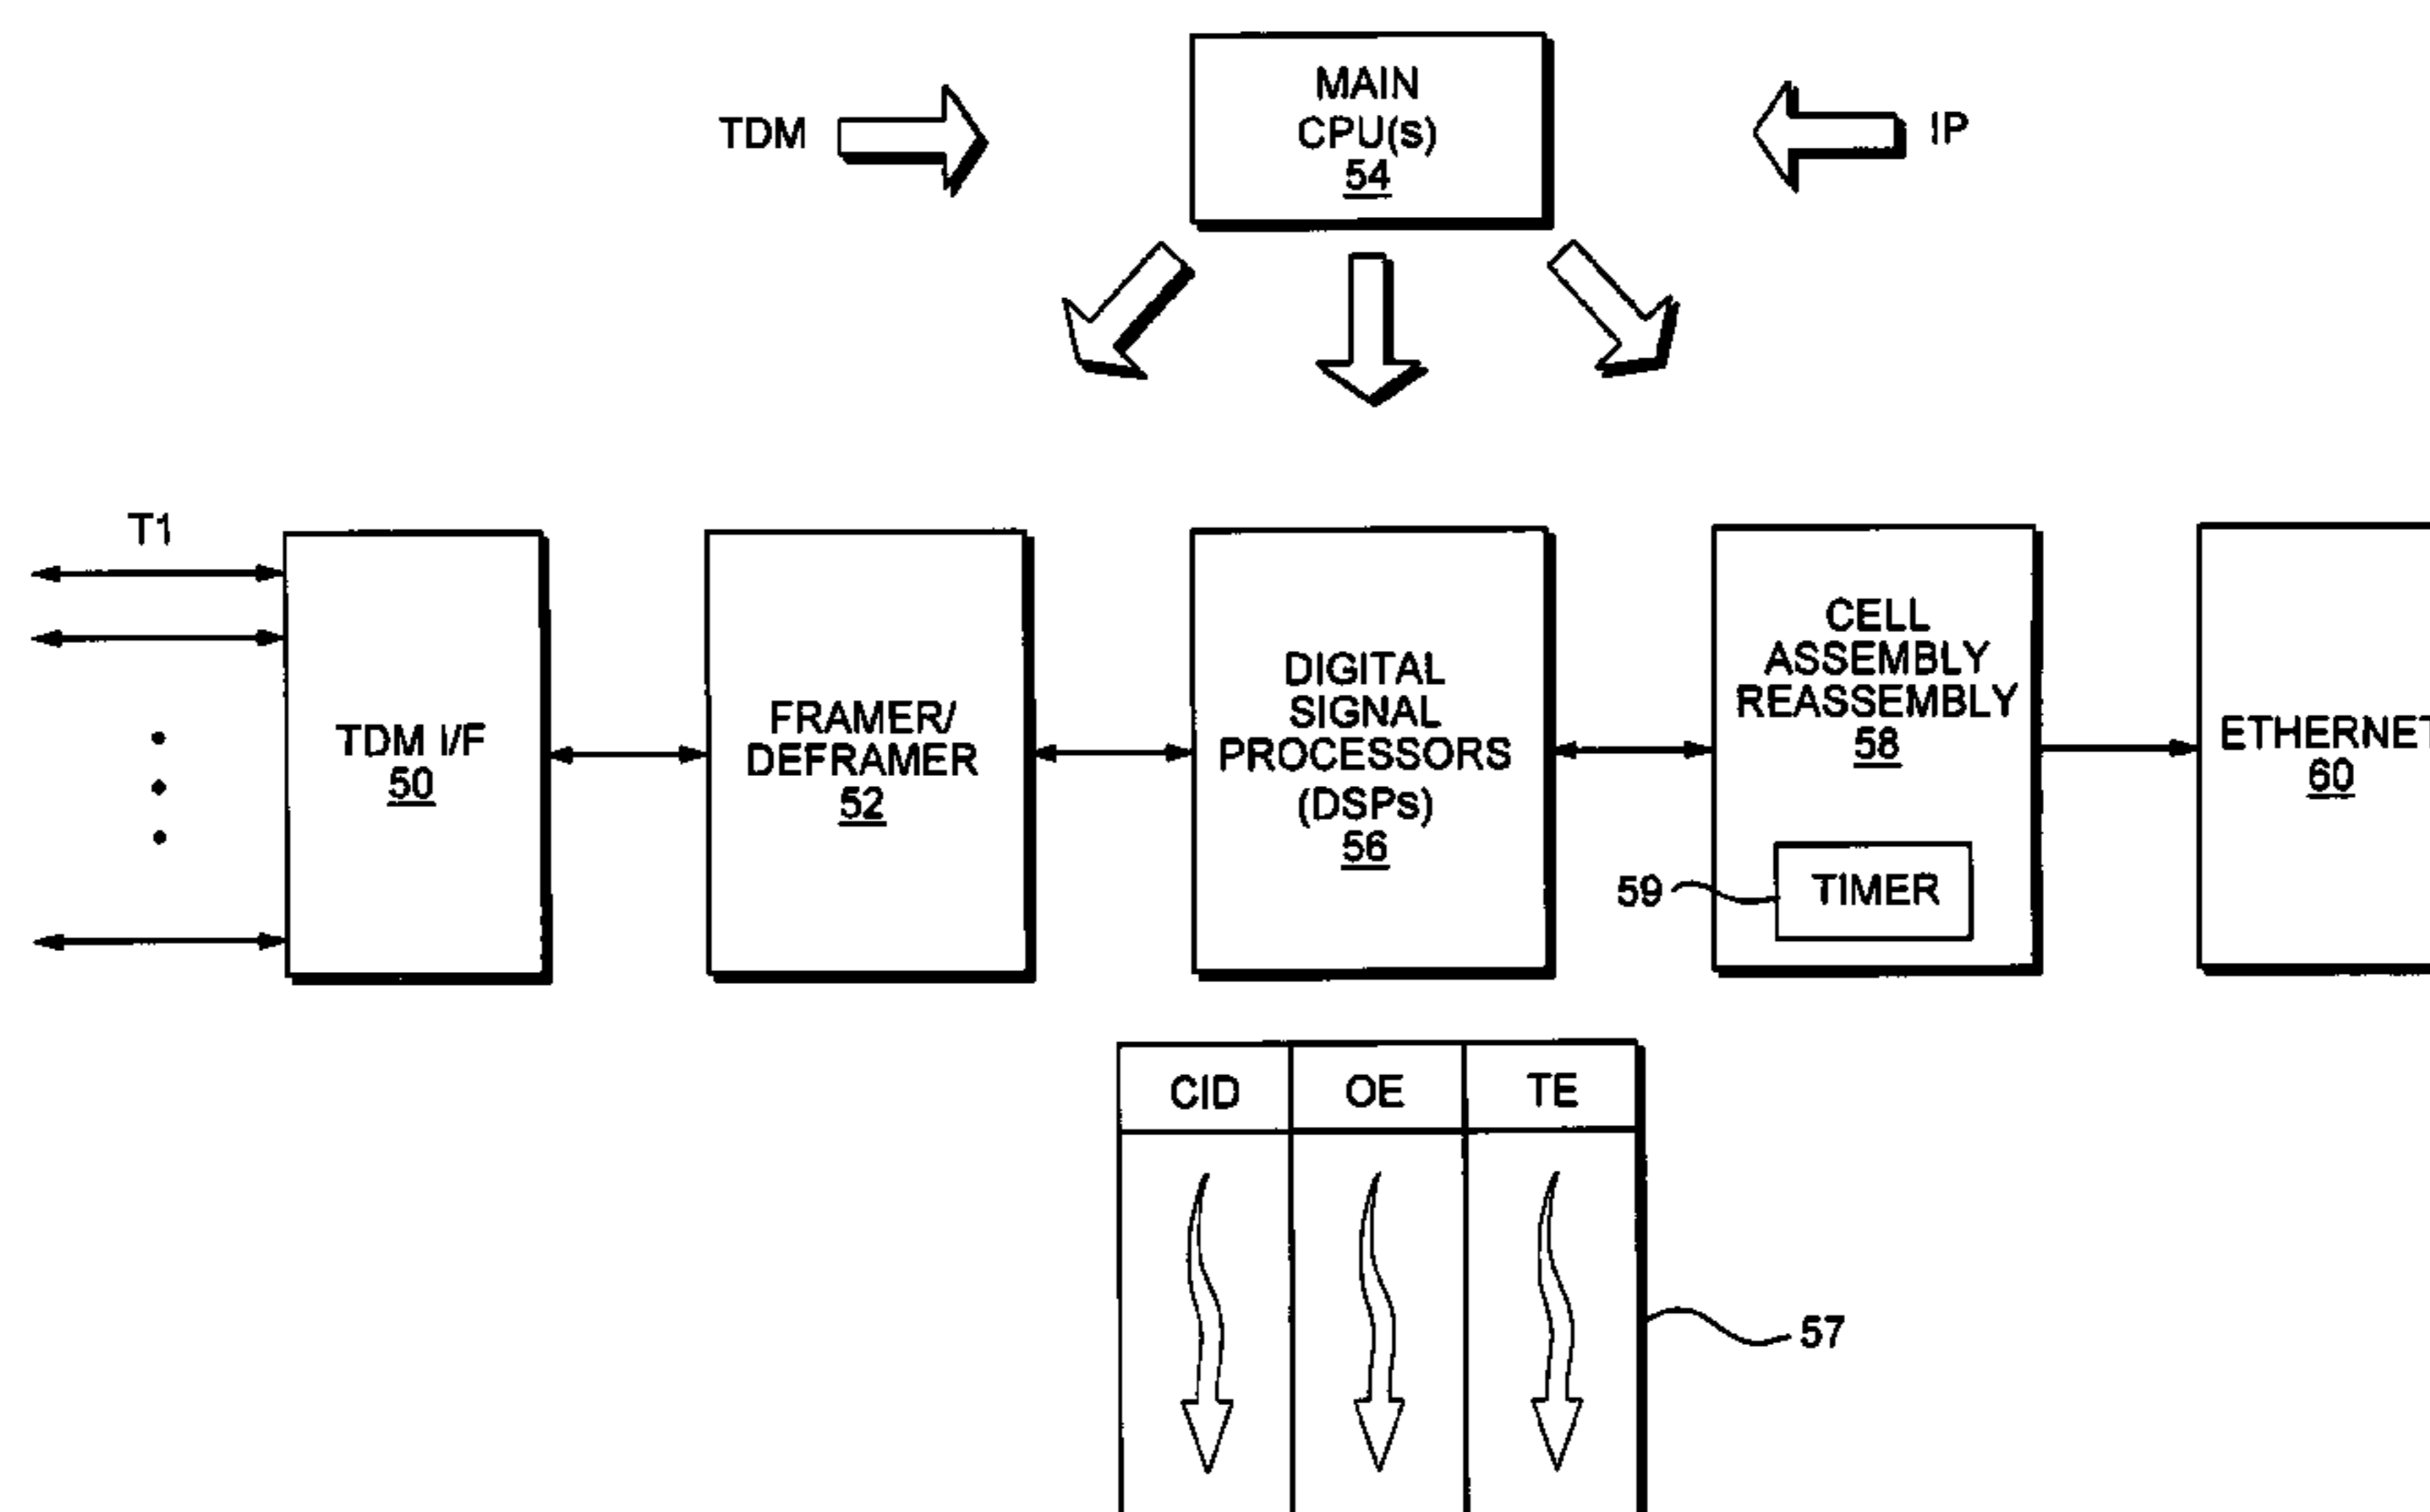 TDM
MAIN
CPU(s)
54
IP
T1
TDM I/F
50
FRAMER/
DEFRAMER
52
DIGITAL
SIGNAL
PROCESSORS
(DSPs)
56
CELL
ASSEMBLY
REASSEMBLY
58
59
TIMER
ETHERNET
60
CID
OE
TE
57